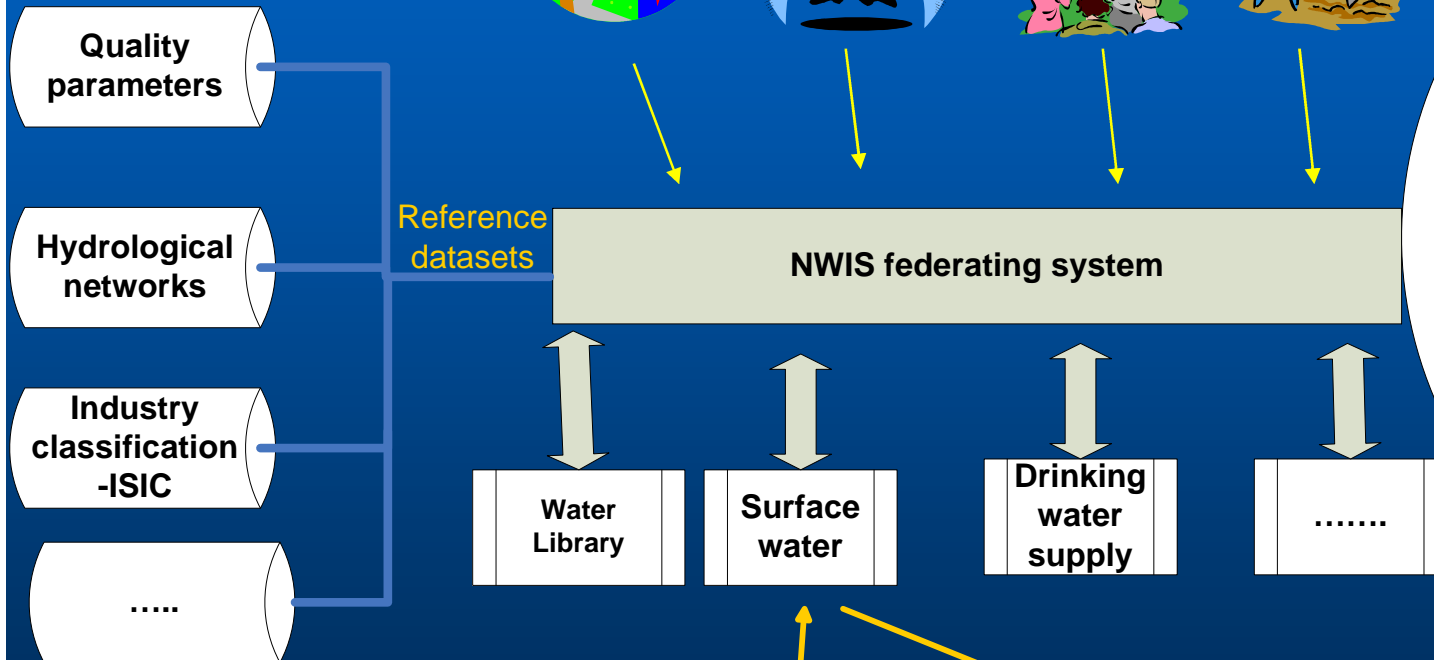 Quality
parameters
Hydrological
networks
Industry
classification
-ISIC
…..
Reference
datasets
NWIS federating system
Water
Library
Surface
water
Drinking
water
supply
…….